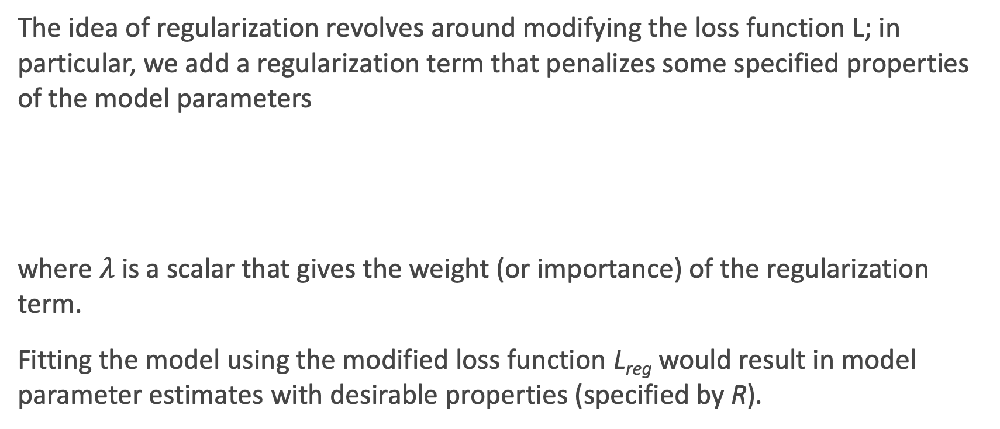 The idea of regularization revolves around modifying the loss function L; in
particular, we add a regularization term that penalizes some specified properties
of the model parameters
where λ is a scalar that gives the weight (or importance) of the regularization
term.
Fitting the model using the modified loss function L_reg would result in model
parameter estimates with desirable properties (specified by R).